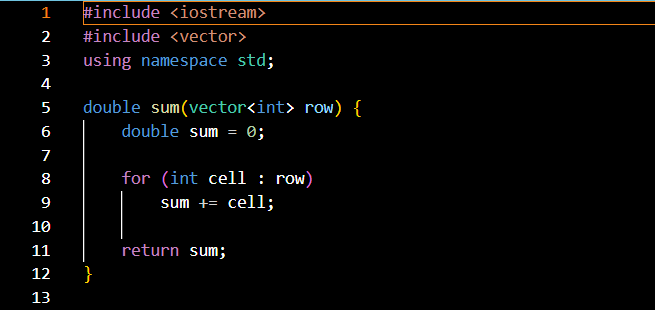 1 #include <iostream>
2 #include <vector>
3 using namespace std;
4
5 double sum(vector<int> row) {
6     double sum = 0;
7
8     for (int cell : row)
9         sum += cell;
10
11     return sum;
12 }
13